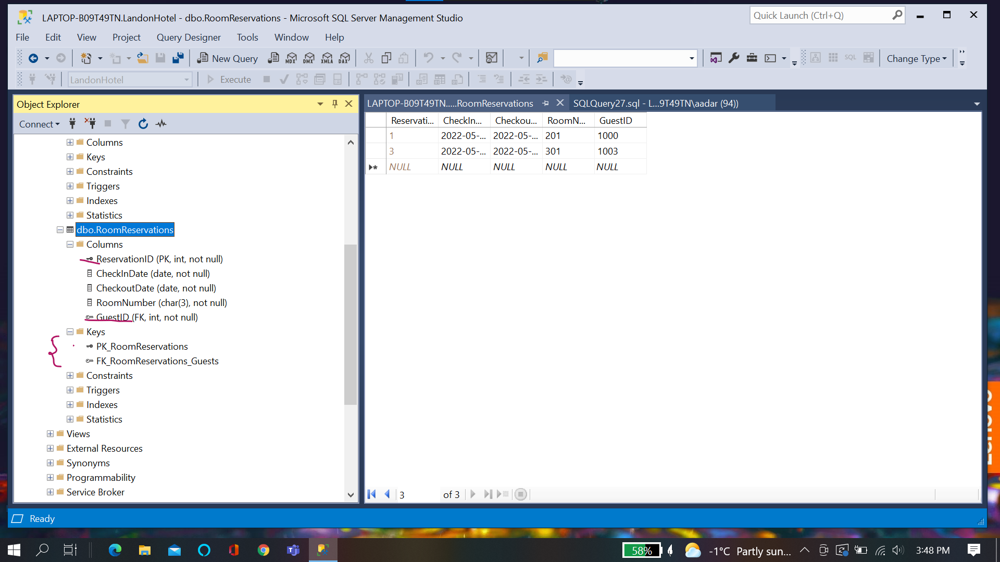 LAPTOP-B09T49TN.LandonHotel - dbo.RoomReservations - Microsoft SQL Server Management Studio
Quick Launch (Ctrl+Q)
File Edit View Project Query Designer Tools Window Help
New Query MDX DMX XMLA DAX SQL Change Type
LandonHotel Execute
Object Explorer
Connect
Columns
Keys
Constraints
Triggers
Indexes
Statistics
dbo.RoomReservations
Columns
ReservationID (PK, int, not null)
CheckInDate (date, not null)
CheckoutDate (date, not null)
RoomNumber (char(3), not null)
GuestID (FK, int, not null)
Keys
PK_RoomReservations
FK_RoomReservations_Guests
Constraints
Triggers
Indexes
Statistics
Views
External Resources
Synonyms
Programmability
Service Broker
LAPTOP-B09T49TN.....RoomReservations SQLQuery27.sql - L...9T49TN\aadar (94))
Reservati... CheckIn... Checkou... RoomN... GuestID
1 2022-05-... 2022-05-... 201 1000
3 2022-05-... 2022-05-... 301 1003
NULL NULL NULL NULL NULL
3 of 3
Ready
Lenovo
58% -1°C Partly sun... 3:48 PM